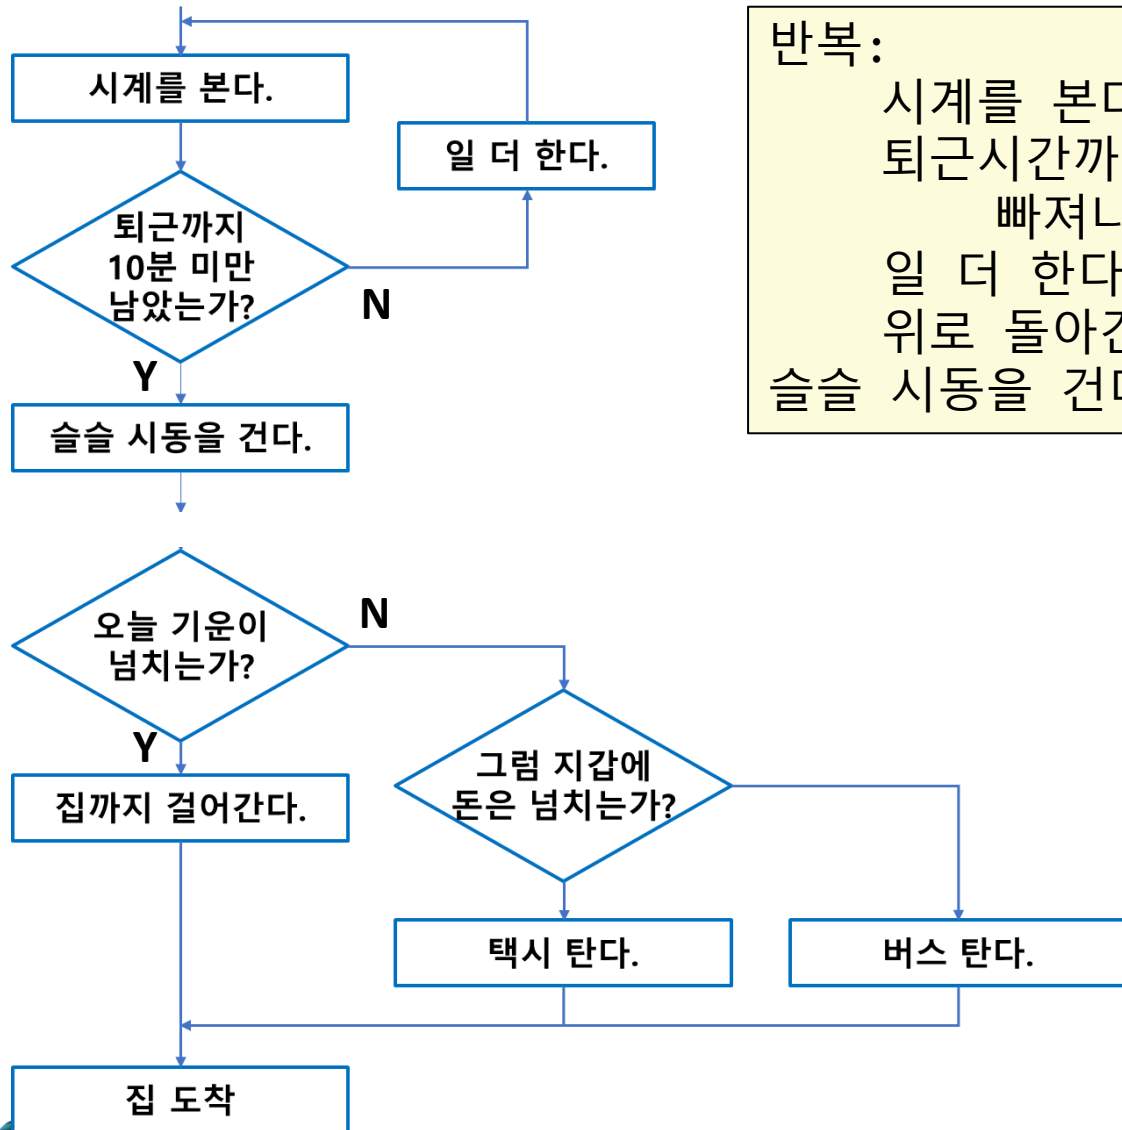 시계를 본다.
일 더 한다.
퇴근까지
10분 미만
남았는가?
N
Y
슬슬 시동을 건다.
반복:
시계를 본
퇴근시간까
빠져
일 더 한다
위로 돌아
슬슬 시동을 건
오늘 기운이
넘치는가?
N
Y
집까지 걸어간다.
그럼 지갑에
돈은 넘치는가?
택시 탄다.
버스 탄다.
집 도착